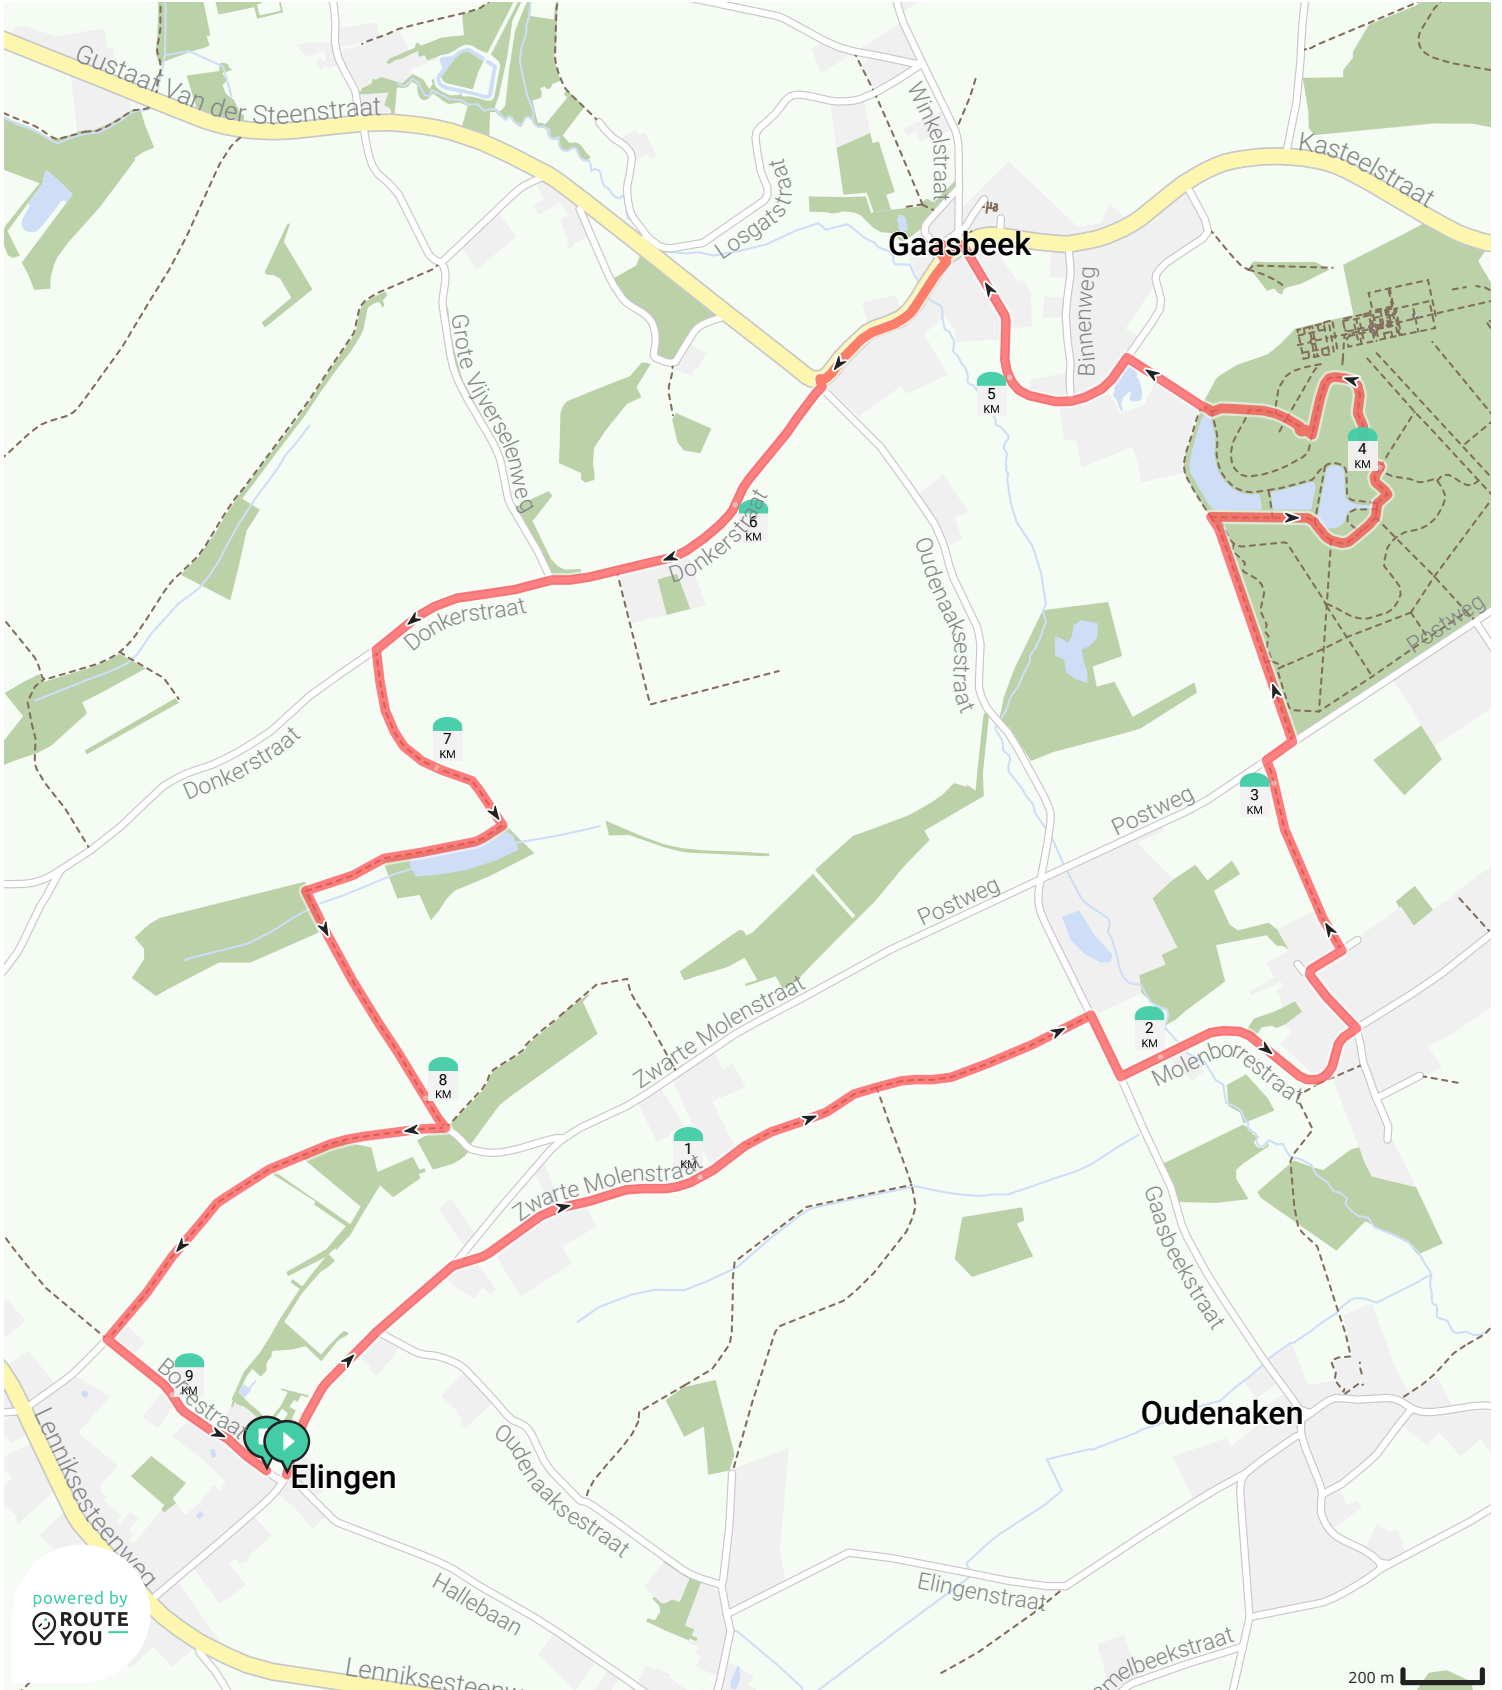 Gustaaf Van der Steenstraat
Kasteelstraat
Winkelstraat
Losgatstraat
Gaasbeek
Binnenweg
Grote Vijverselenweg
5
KM
4
KM
6
KM
Donkerstraat
Donkerstraat
Oudenaaksestraat
Postweg
7
KM
Donkerstraat
3
KM
Postweg
Postweg
Zwarte Molenstraat
2
KM
Molenborrestraat
8
KM
1
KM
Zwarte Molenstraat
Gaasbeekstraat
9
KM
Borrestraat
Oudenaken
Elingen
Lenniksesteenweg
Oudenaaksestraat
Hallebaan
Elingenstraat
powered by
ROUTE
YOU
200 m